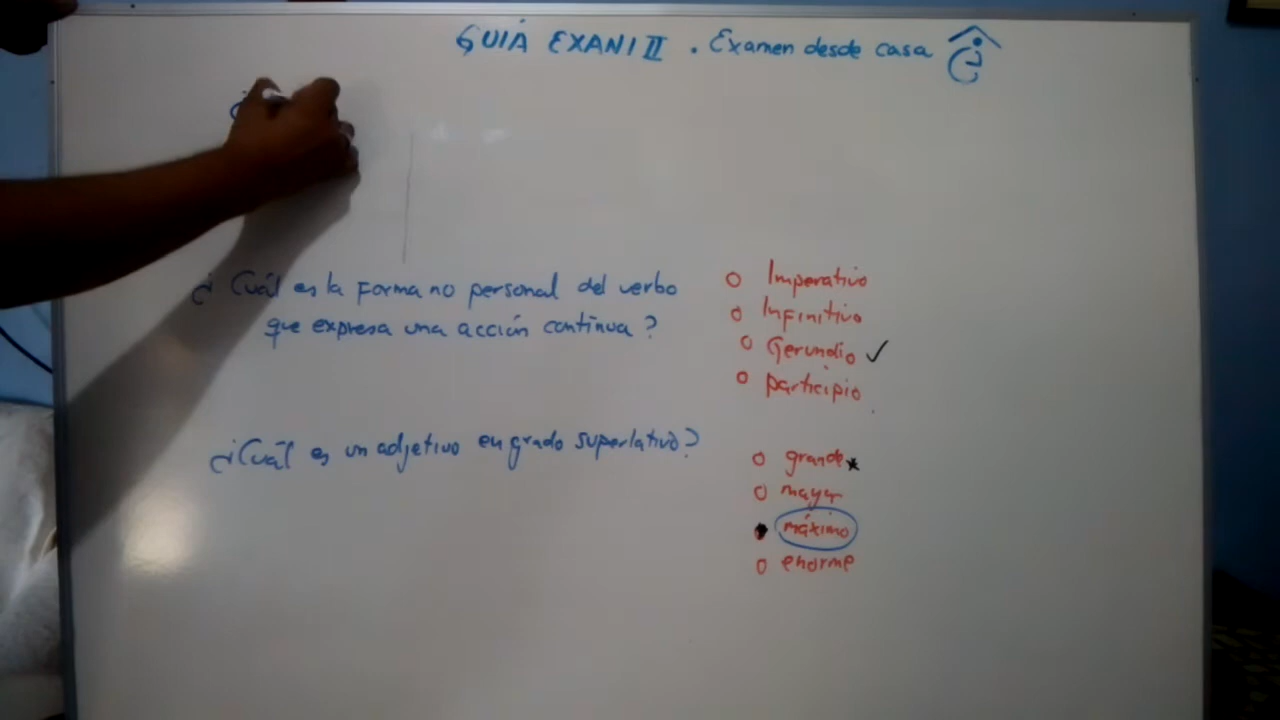 GUIÁ EXANI II . Examen desde casa
¿
¿Cuál es la forma no personal del verbo
que expresa una acción continua?
O Imperativo
O Infinitivo
O Gerundio ✓
O participio
¿Cuál es un adjetivo en grado superlativo?
O grande*
O mayor
máximo
O enorme